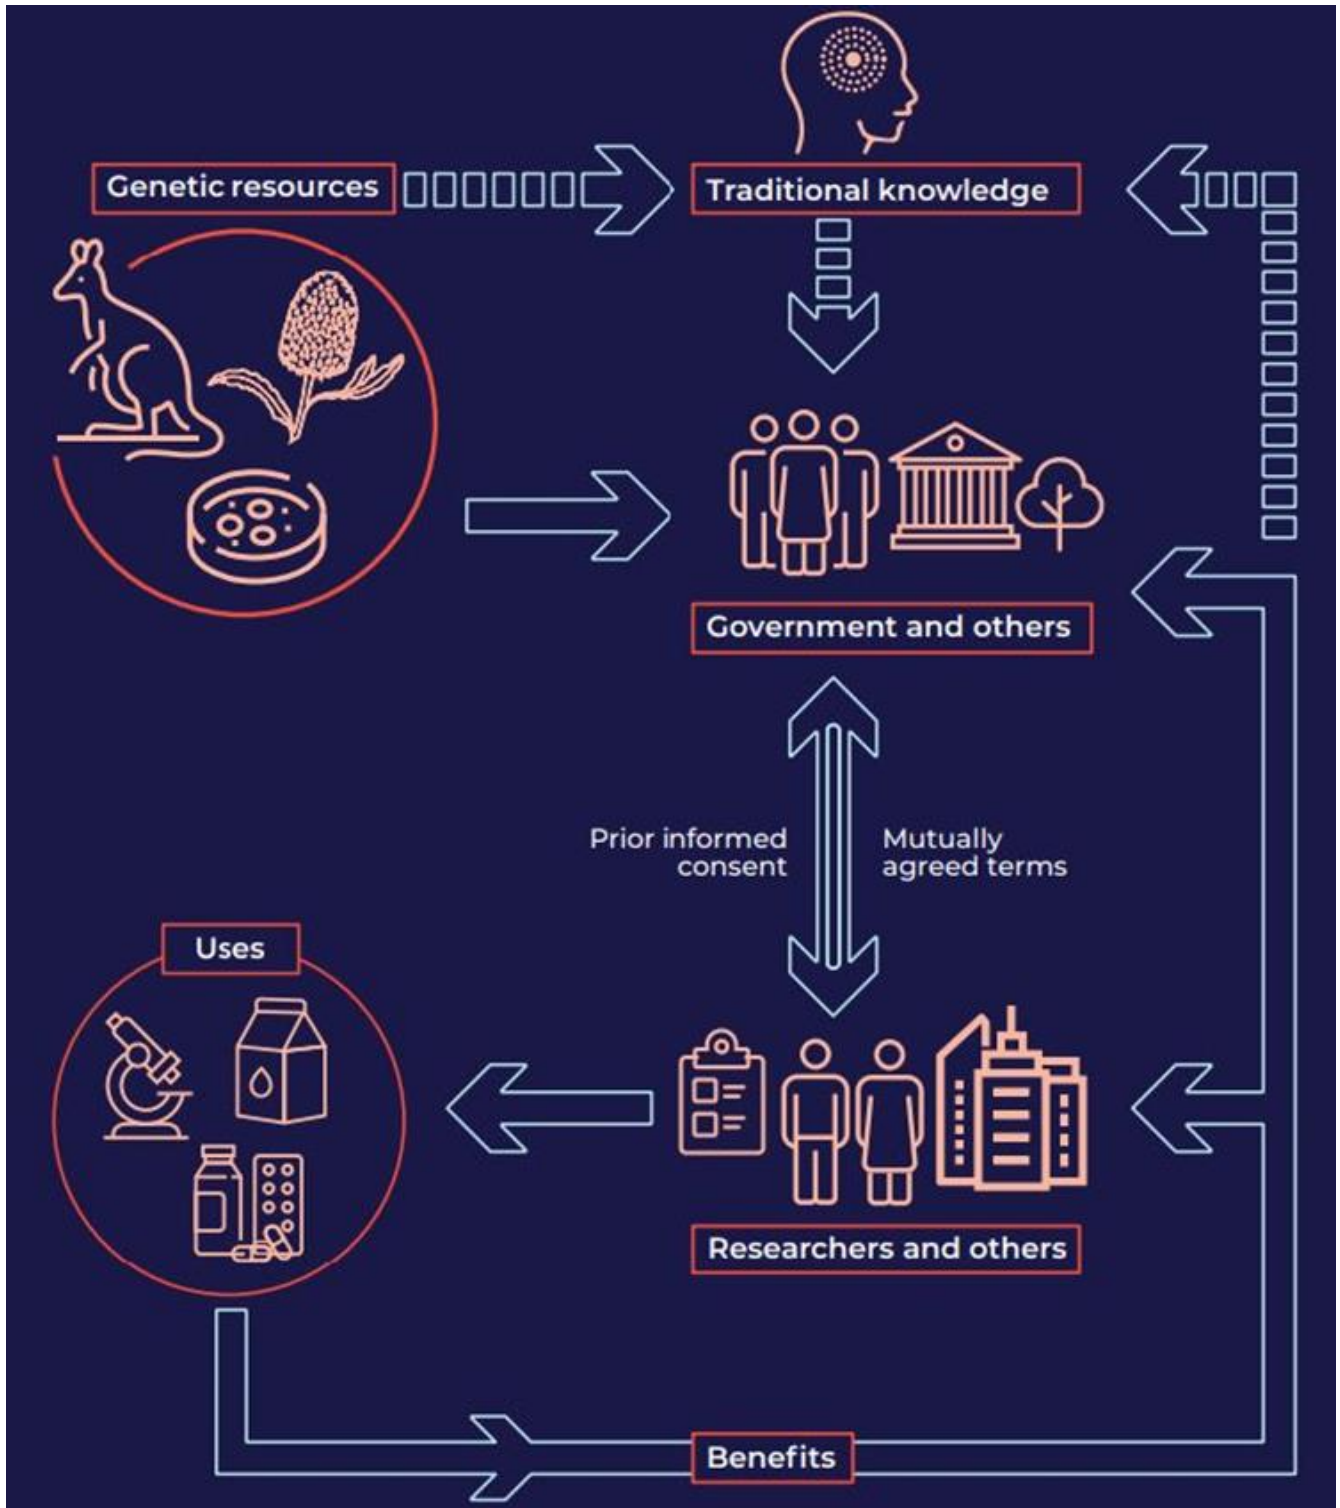 Genetic resources
Traditional knowledge
Government and others
Prior informed
consent
Mutually
agreed terms
Uses
Researchers and others
Benefits